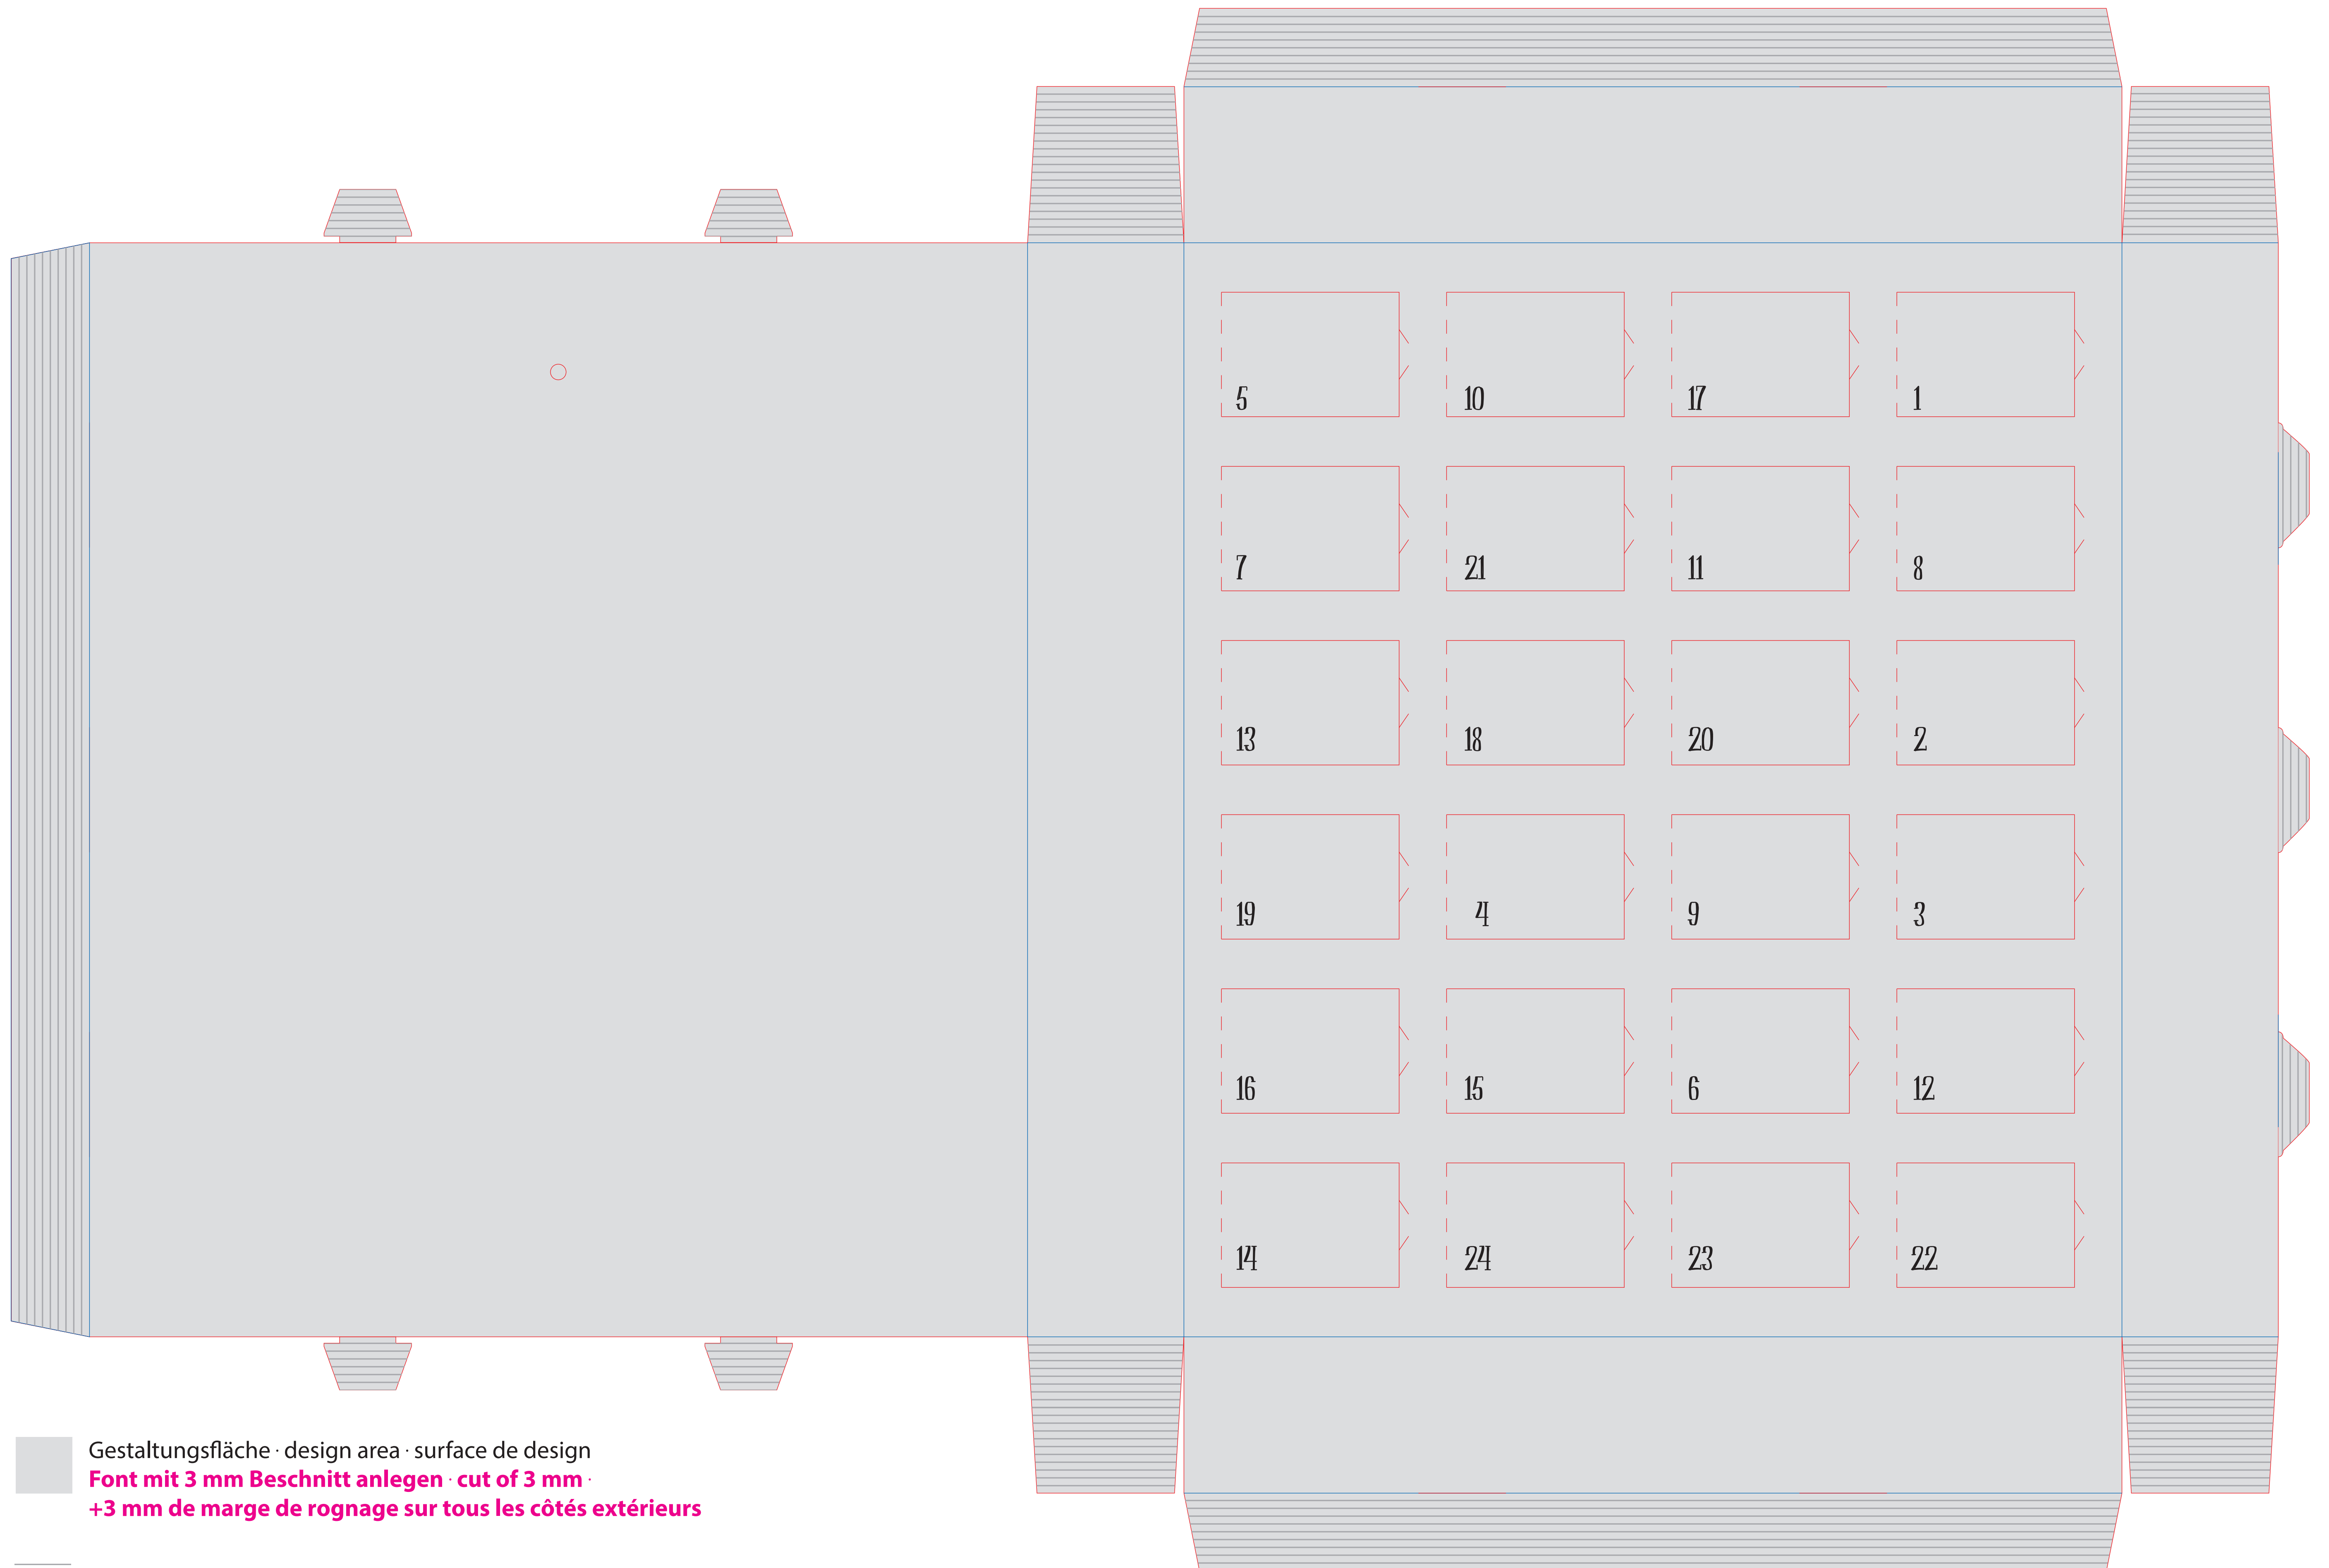 5 10 17 1
7 21 11 8
13 18 20 2
19 4 9 3
16 15 6 12
14 24 23 22
Gestaltungsfläche · design area · surface de design
Font mit 3 mm Beschnitt anlegen · cut of 3 mm ·
+3 mm de marge de rognage sur tous les côtés extérieurs